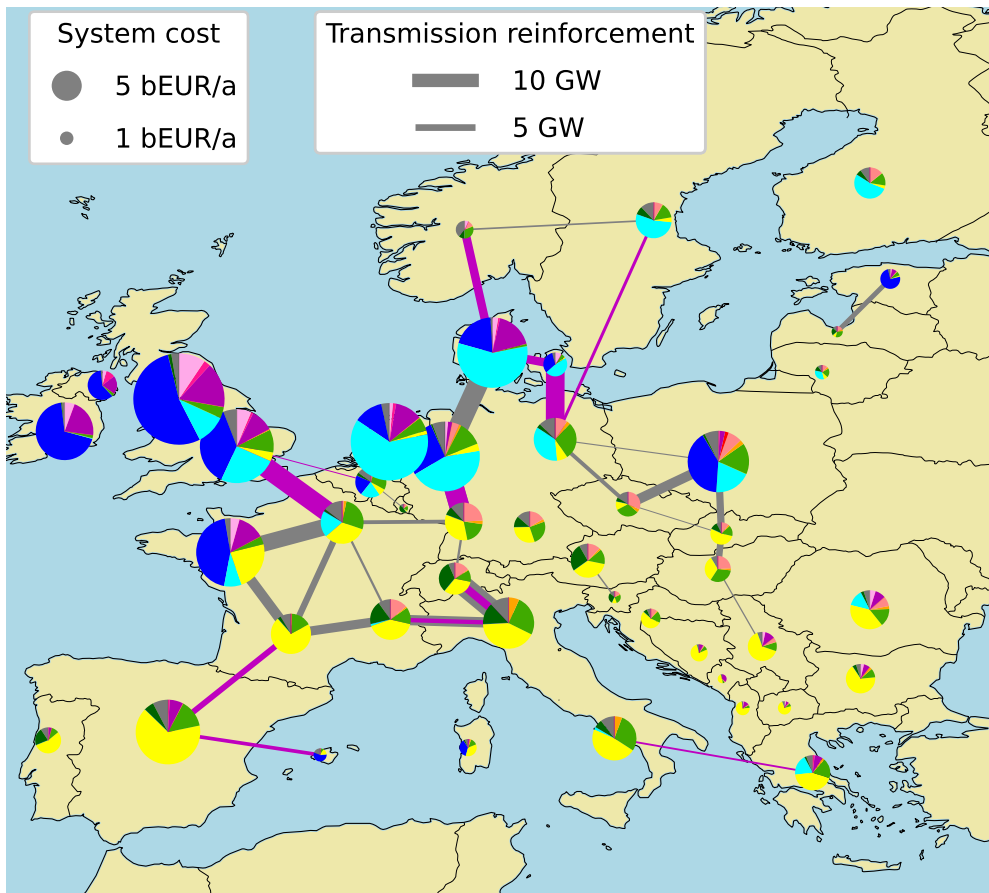 System cost
5 bEUR/a
1 bEUR/a
Transmission reinforcement
10 GW
5 GW